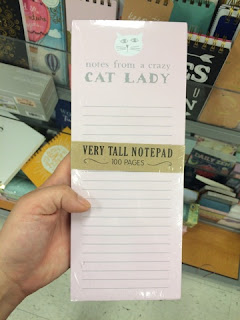 notes from a crazy
CAT LADY
VERY TALL NOTEPAD
100 PAGES